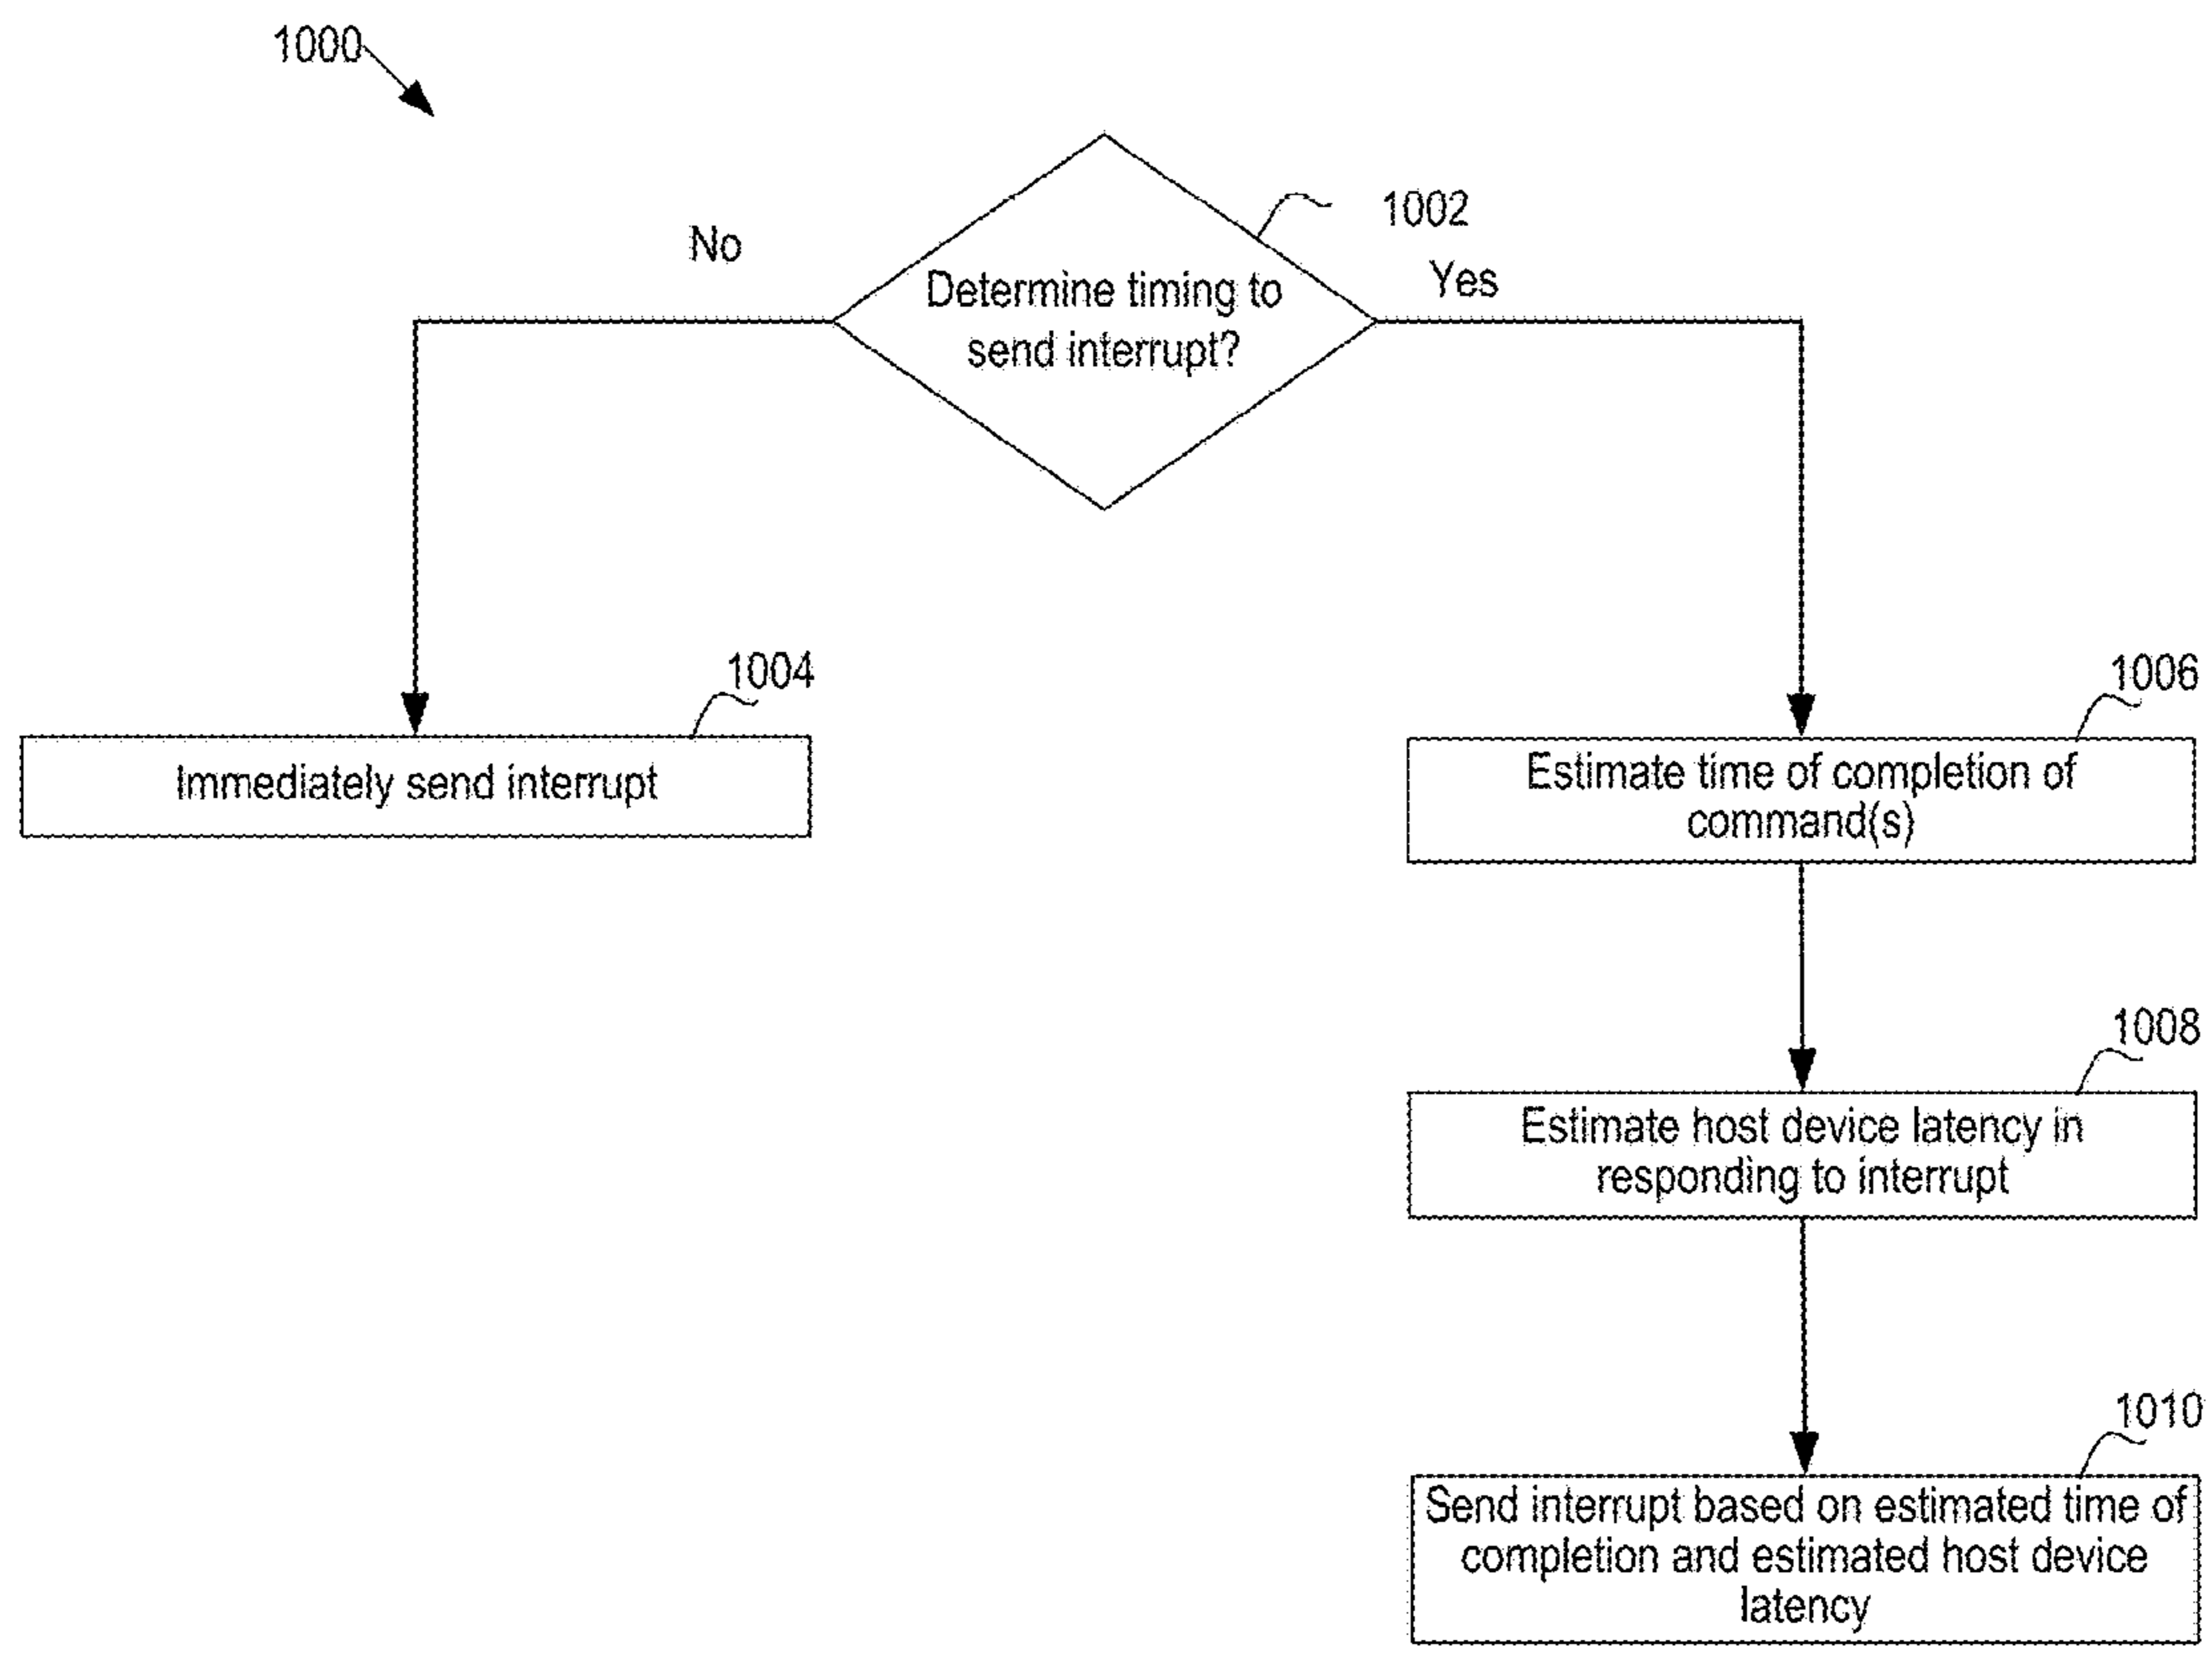 1000
1002
No
Yes
Determine timing to
send interrupt?
1004
Immediately send interrupt
1006
Estimate time of completion of
command(s)
1008
Estimate host device latency in
responding to interrupt
1010
Send interrupt based on estimated time of
completion and estimated host device
latency